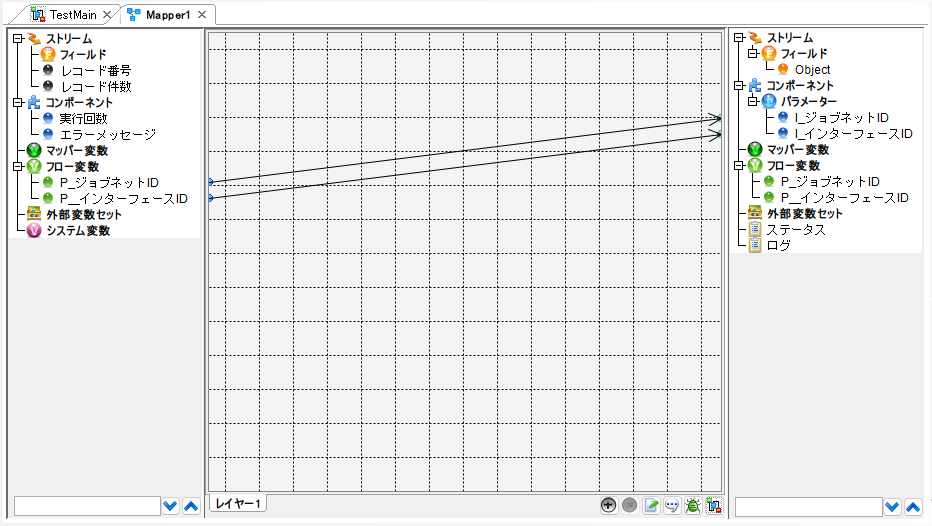 TestMain
Mapper1
ストリーム
フィールド
レコード番号
レコード件数
コンポーネント
実行回数
エラーメッセージ
マッパー変数
フロー変数
P_ジョブネットID
P__インターフェースID
外部変数セット
システム変数
レイヤー1
ストリーム
フィールド
Object
コンポーネント
パラメーター
I_ジョブネットID
I_インターフェースID
マッパー変数
フロー変数
P_ジョブネットID
P__インターフェースID
外部変数セット
ステータス
ログ